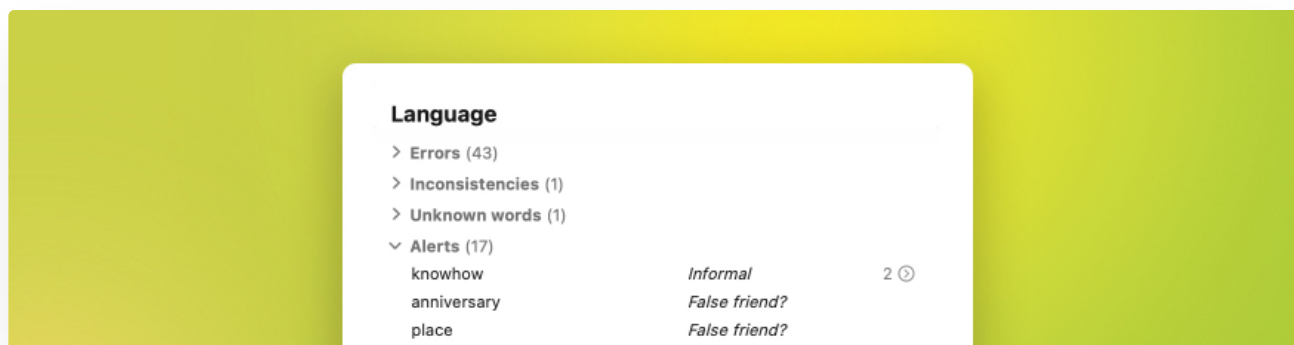 Language
Errors (43)
Inconsistencies (1)
Unknown words (1)
Alerts (17)
knowhow Informal 2
anniversary False friend?
place False friend?